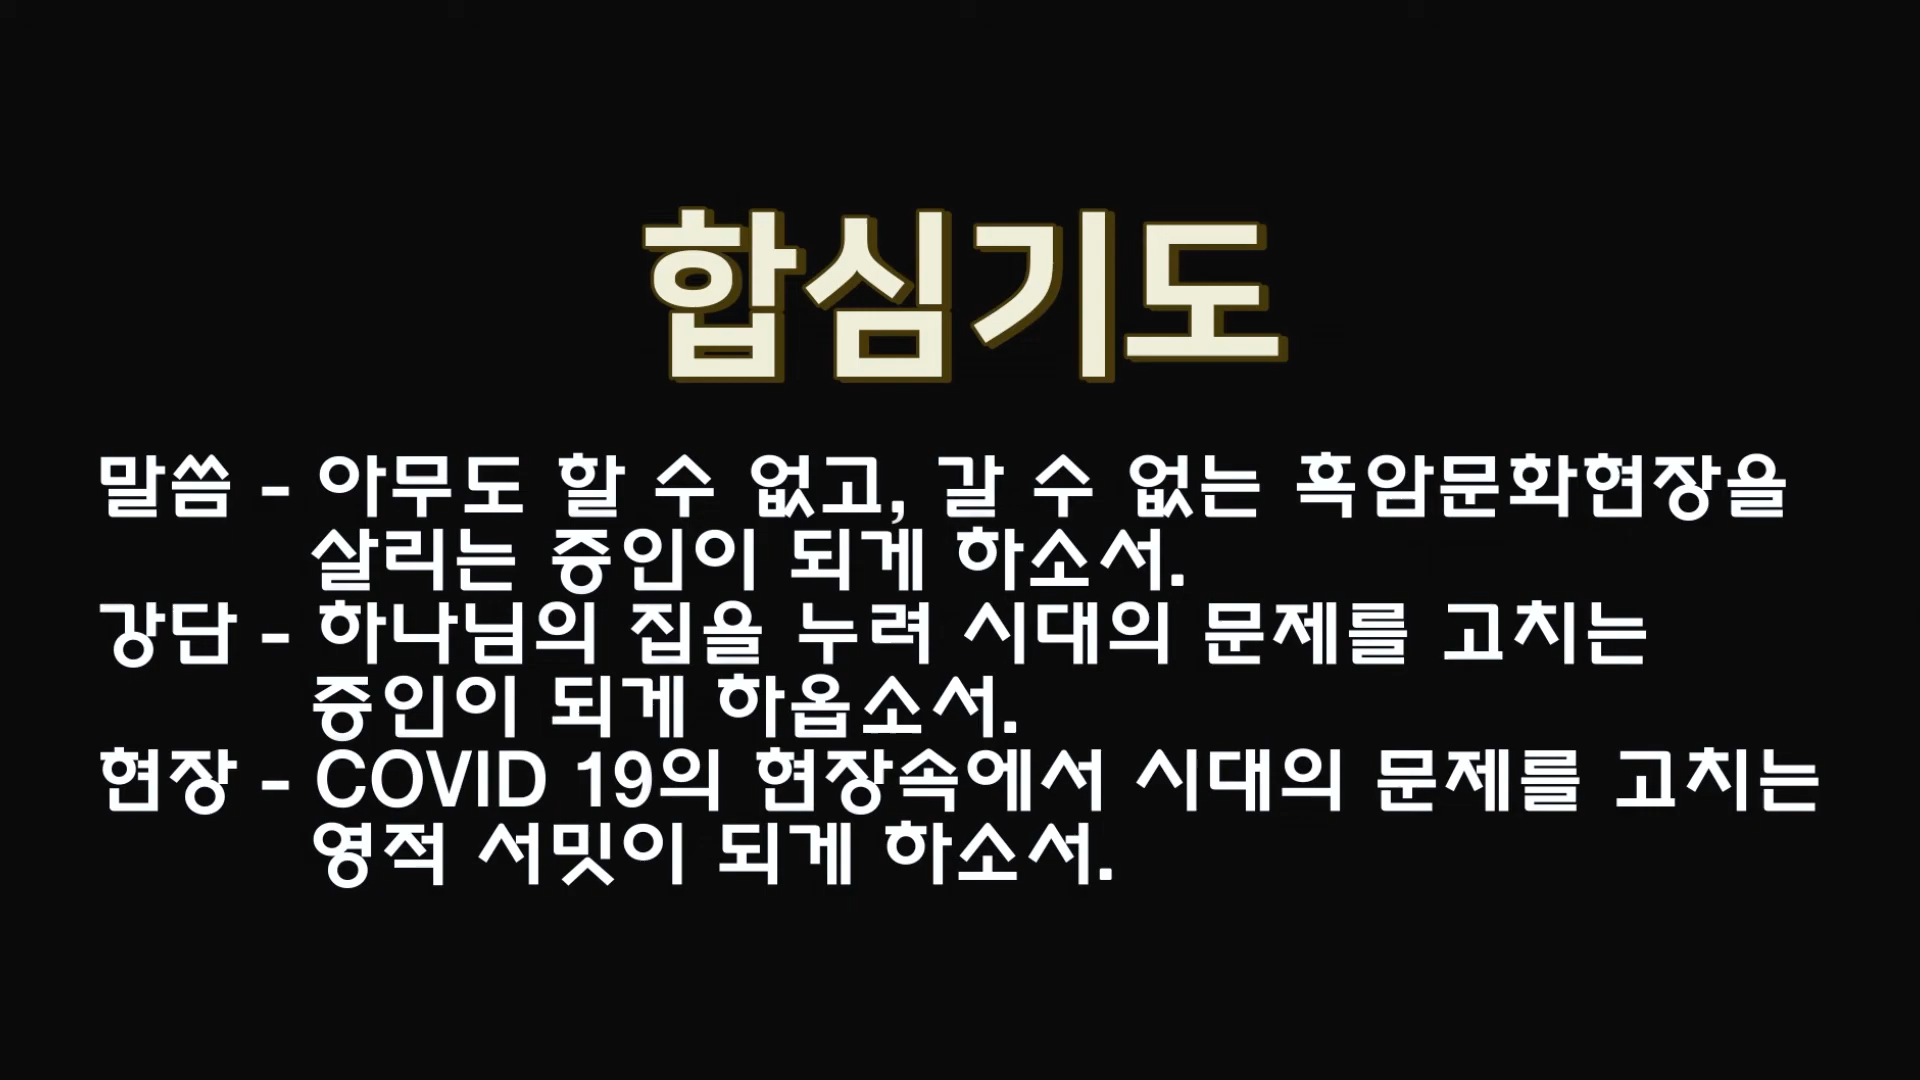 합심기도
말씀 - 아무도 할 수 없고, 갈 수 없는 흑암문화현장을
살리는 증인이 되게 하소서.
강단 - 하나님의 집을 누려 시대의 문제를 고치는
증인이 되게 하옵소서.
현장 - COVID 19의 현장속에서 시대의 문제를 고치는
영적 서밋이 되게 하소서.